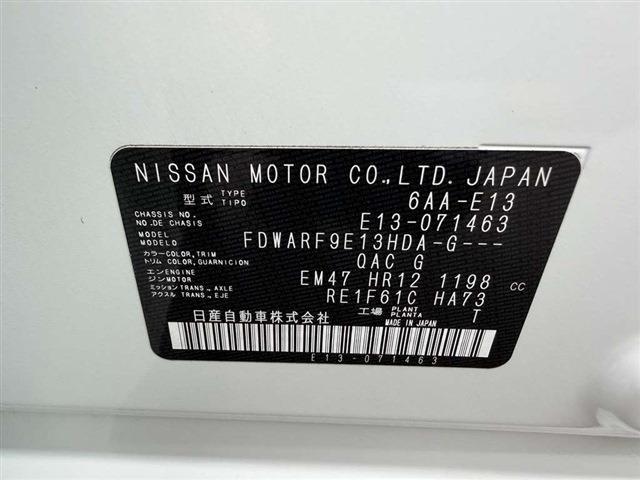 NISSAN MOTOR CO.,LTD. JAPAN
型式 TYPE TIPO 6AA-E13
CHASSIS NO. NO.DE CHASSIS E13-071463
MODEL MODELO FDWARF9E13HDA-G---
カラー COLOR,TRIM トリム COLOR,GUARNICION QAC G
エンジン ENGINE MOTOR EM47 HR12 1198 CC
ミッション TRANS., AXLE アクスル TRANS., EJE RE1F61C HA73
日産自動車株式会社 工場 PLANT PLANTA T
MADE IN JAPAN
E13-071463